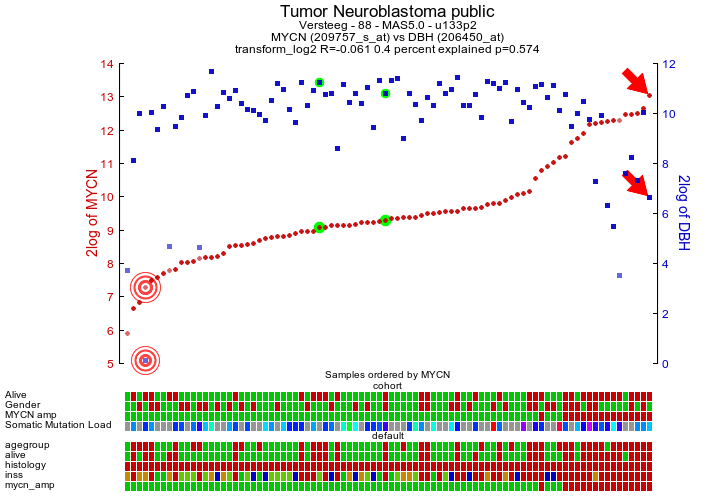 Tumor Neuroblastoma public
Versteeg - 88 - MAS5.0 - u133p2
MYCN (209757_s_at) vs DBH (206450_at)
transform_log2 R=-0.061 0.4 percent explained p=0.574
14
13
12
11
10
9
8
7
6
5
2log of MYCN
12
10
8
6
4
2
0
2log of DBH
Samples ordered by MYCN
cohort
Alive
Gender
MYCN amp
Somatic Mutation Load
default
agegroup
alive
histology
inss
mycn_amp